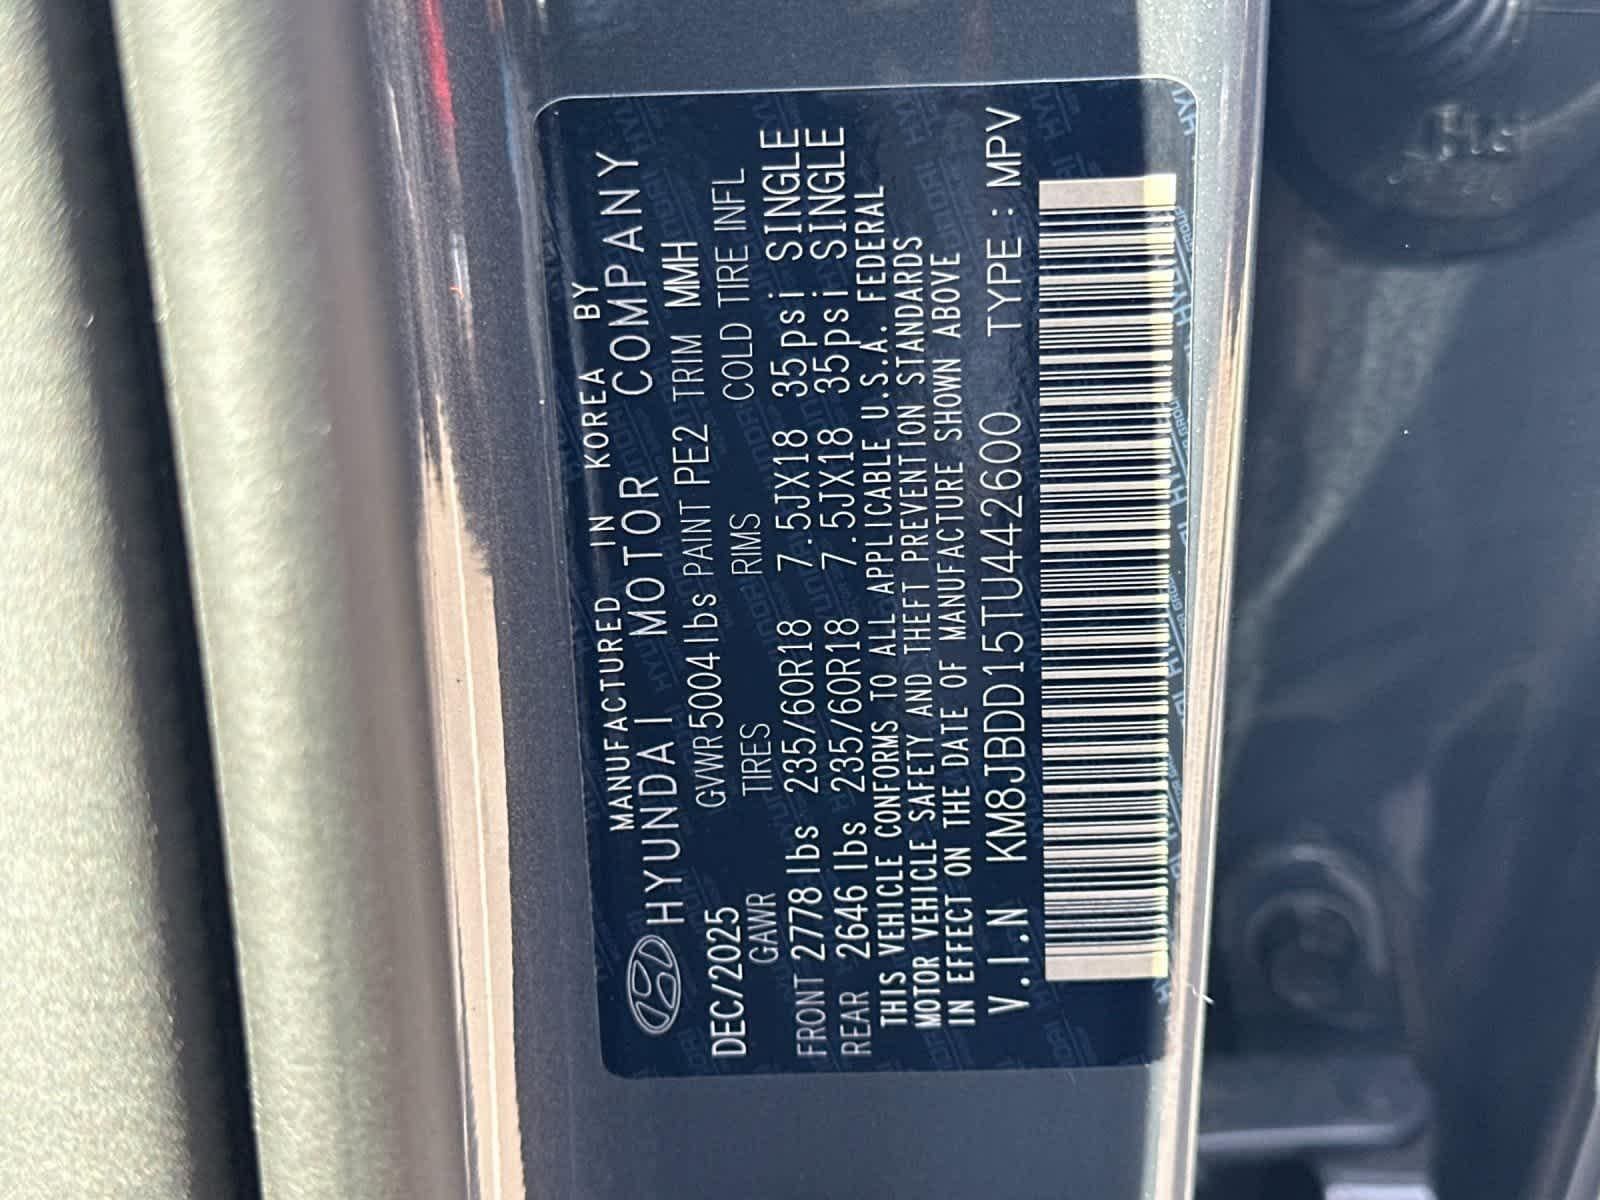 MANUFACTURED IN KOREA BY
HYUNDAI MOTOR COMPANY
DEC/2025 GVWR 5004lbs PAINT PE2 TRIM MMH
GAWR TIRES RIMS COLD TIRE INFL
FRONT 2778 lbs 235/60R18 7.5JX18 35psi SINGLE
REAR 2646 lbs 235/60R18 7.5JX18 35psi SINGLE
THIS VEHICLE CONFORMS TO ALL APPLICABLE U.S.A. FEDERAL
MOTOR VEHICLE SAFETY AND THEFT PREVENTION STANDARDS
IN EFFECT ON THE DATE OF MANUFACTURE SHOWN ABOVE
V.I.N KM8JBDD15TU442600 TYPE : MPV